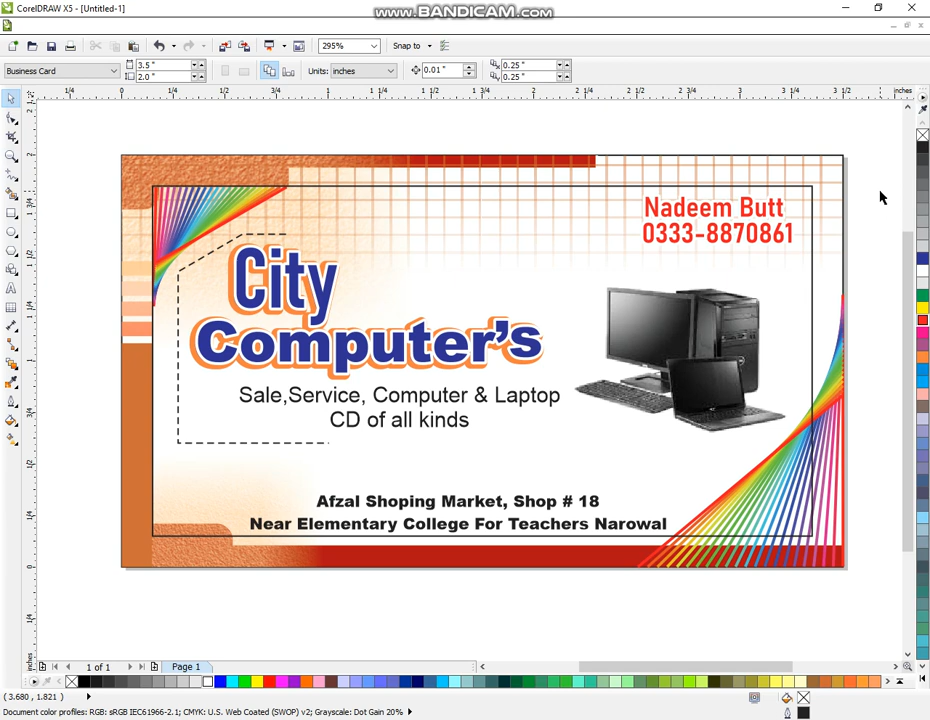 CorelDRAW X5 - [Untitled-1]
www.BANDICAM.com
295%
Snap to
Business Card
3.5 "
2.0 "
Units: inches
0.01 "
0.25 "
0.25 "
inches
Nadeem Butt
0333-8870861
City
Computer's
Sale,Service, Computer & Laptop
CD of all kinds
Afzal Shoping Market, Shop # 18
Near Elementary College For Teachers Narowal
1 of 1
Page 1
( 3.680, 1.821 )
Document color profiles: RGB: sRGB IEC61966-2.1; CMYK: U.S. Web Coated (SWOP) v2; Grayscale: Dot Gain 20%